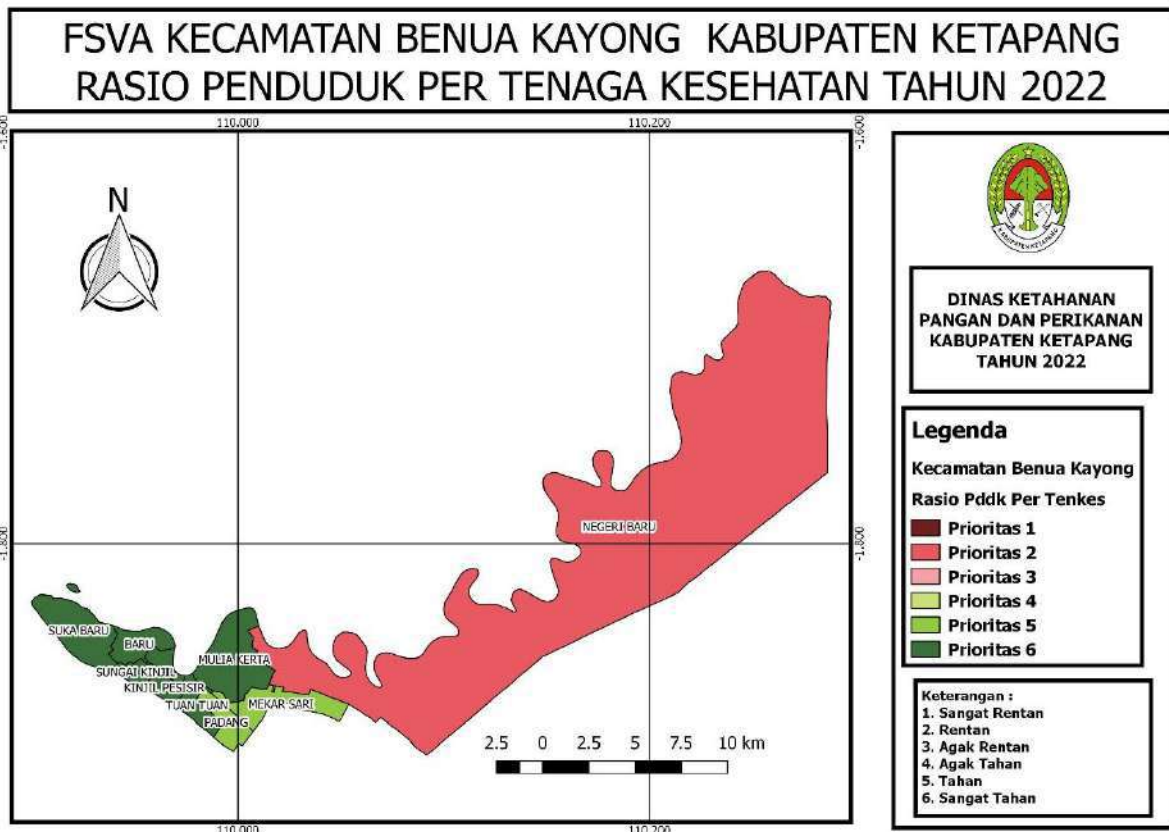 FSVA KECAMATAN BENUA KAYONG KABUPATEN KETAPANG
RASIO PENDUDUK PER TENAGA KESEHATAN TAHUN 2022
110.000
110.200
-1.600
-1.600
N
KABUPATEN KETAPANG
DINAS KETAHANAN
PANGAN DAN PERIKANAN
KABUPATEN KETAPANG
TAHUN 2022
Legenda
Kecamatan Benua Kayong
Rasio Pddk Per Tenkes
Prioritas 1
Prioritas 2
Prioritas 3
Prioritas 4
Prioritas 5
Prioritas 6
NEGERI BARU
-1.800
-1.800
SUKA BARU
BARU
SUNGAI KINJIL
MULIA KERTA
KINJIL PESISIR
TUAN TUAN
MEKAR SARI
PADANG
2.5 0 2.5 5 7.5 10 km
Keterangan :
1. Sangat Rentan
2. Rentan
3. Agak Rentan
4. Agak Tahan
5. Tahan
6. Sangat Tahan
110.000
110.200